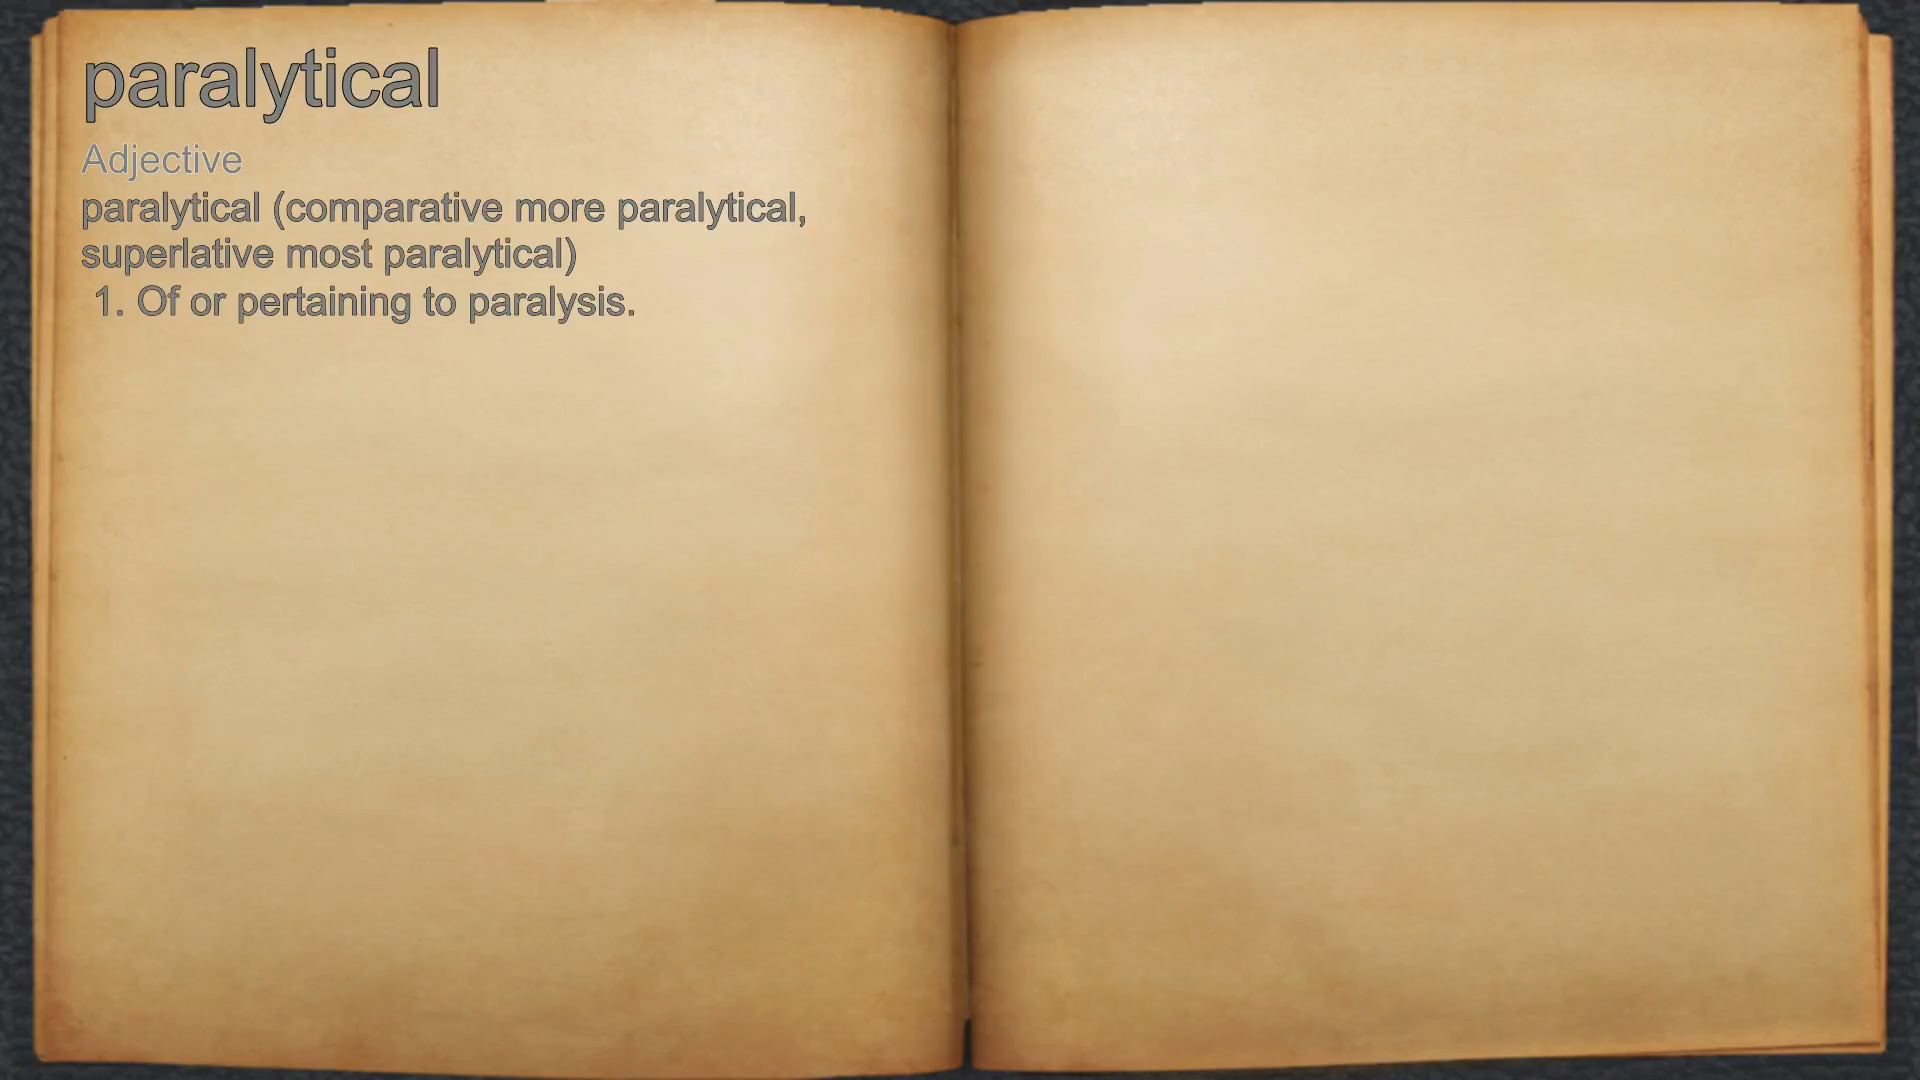 paralytical
Adjective
paralytical (comparative more paralytical,
superlative most paralytical)
1. Of or pertaining to paralysis.